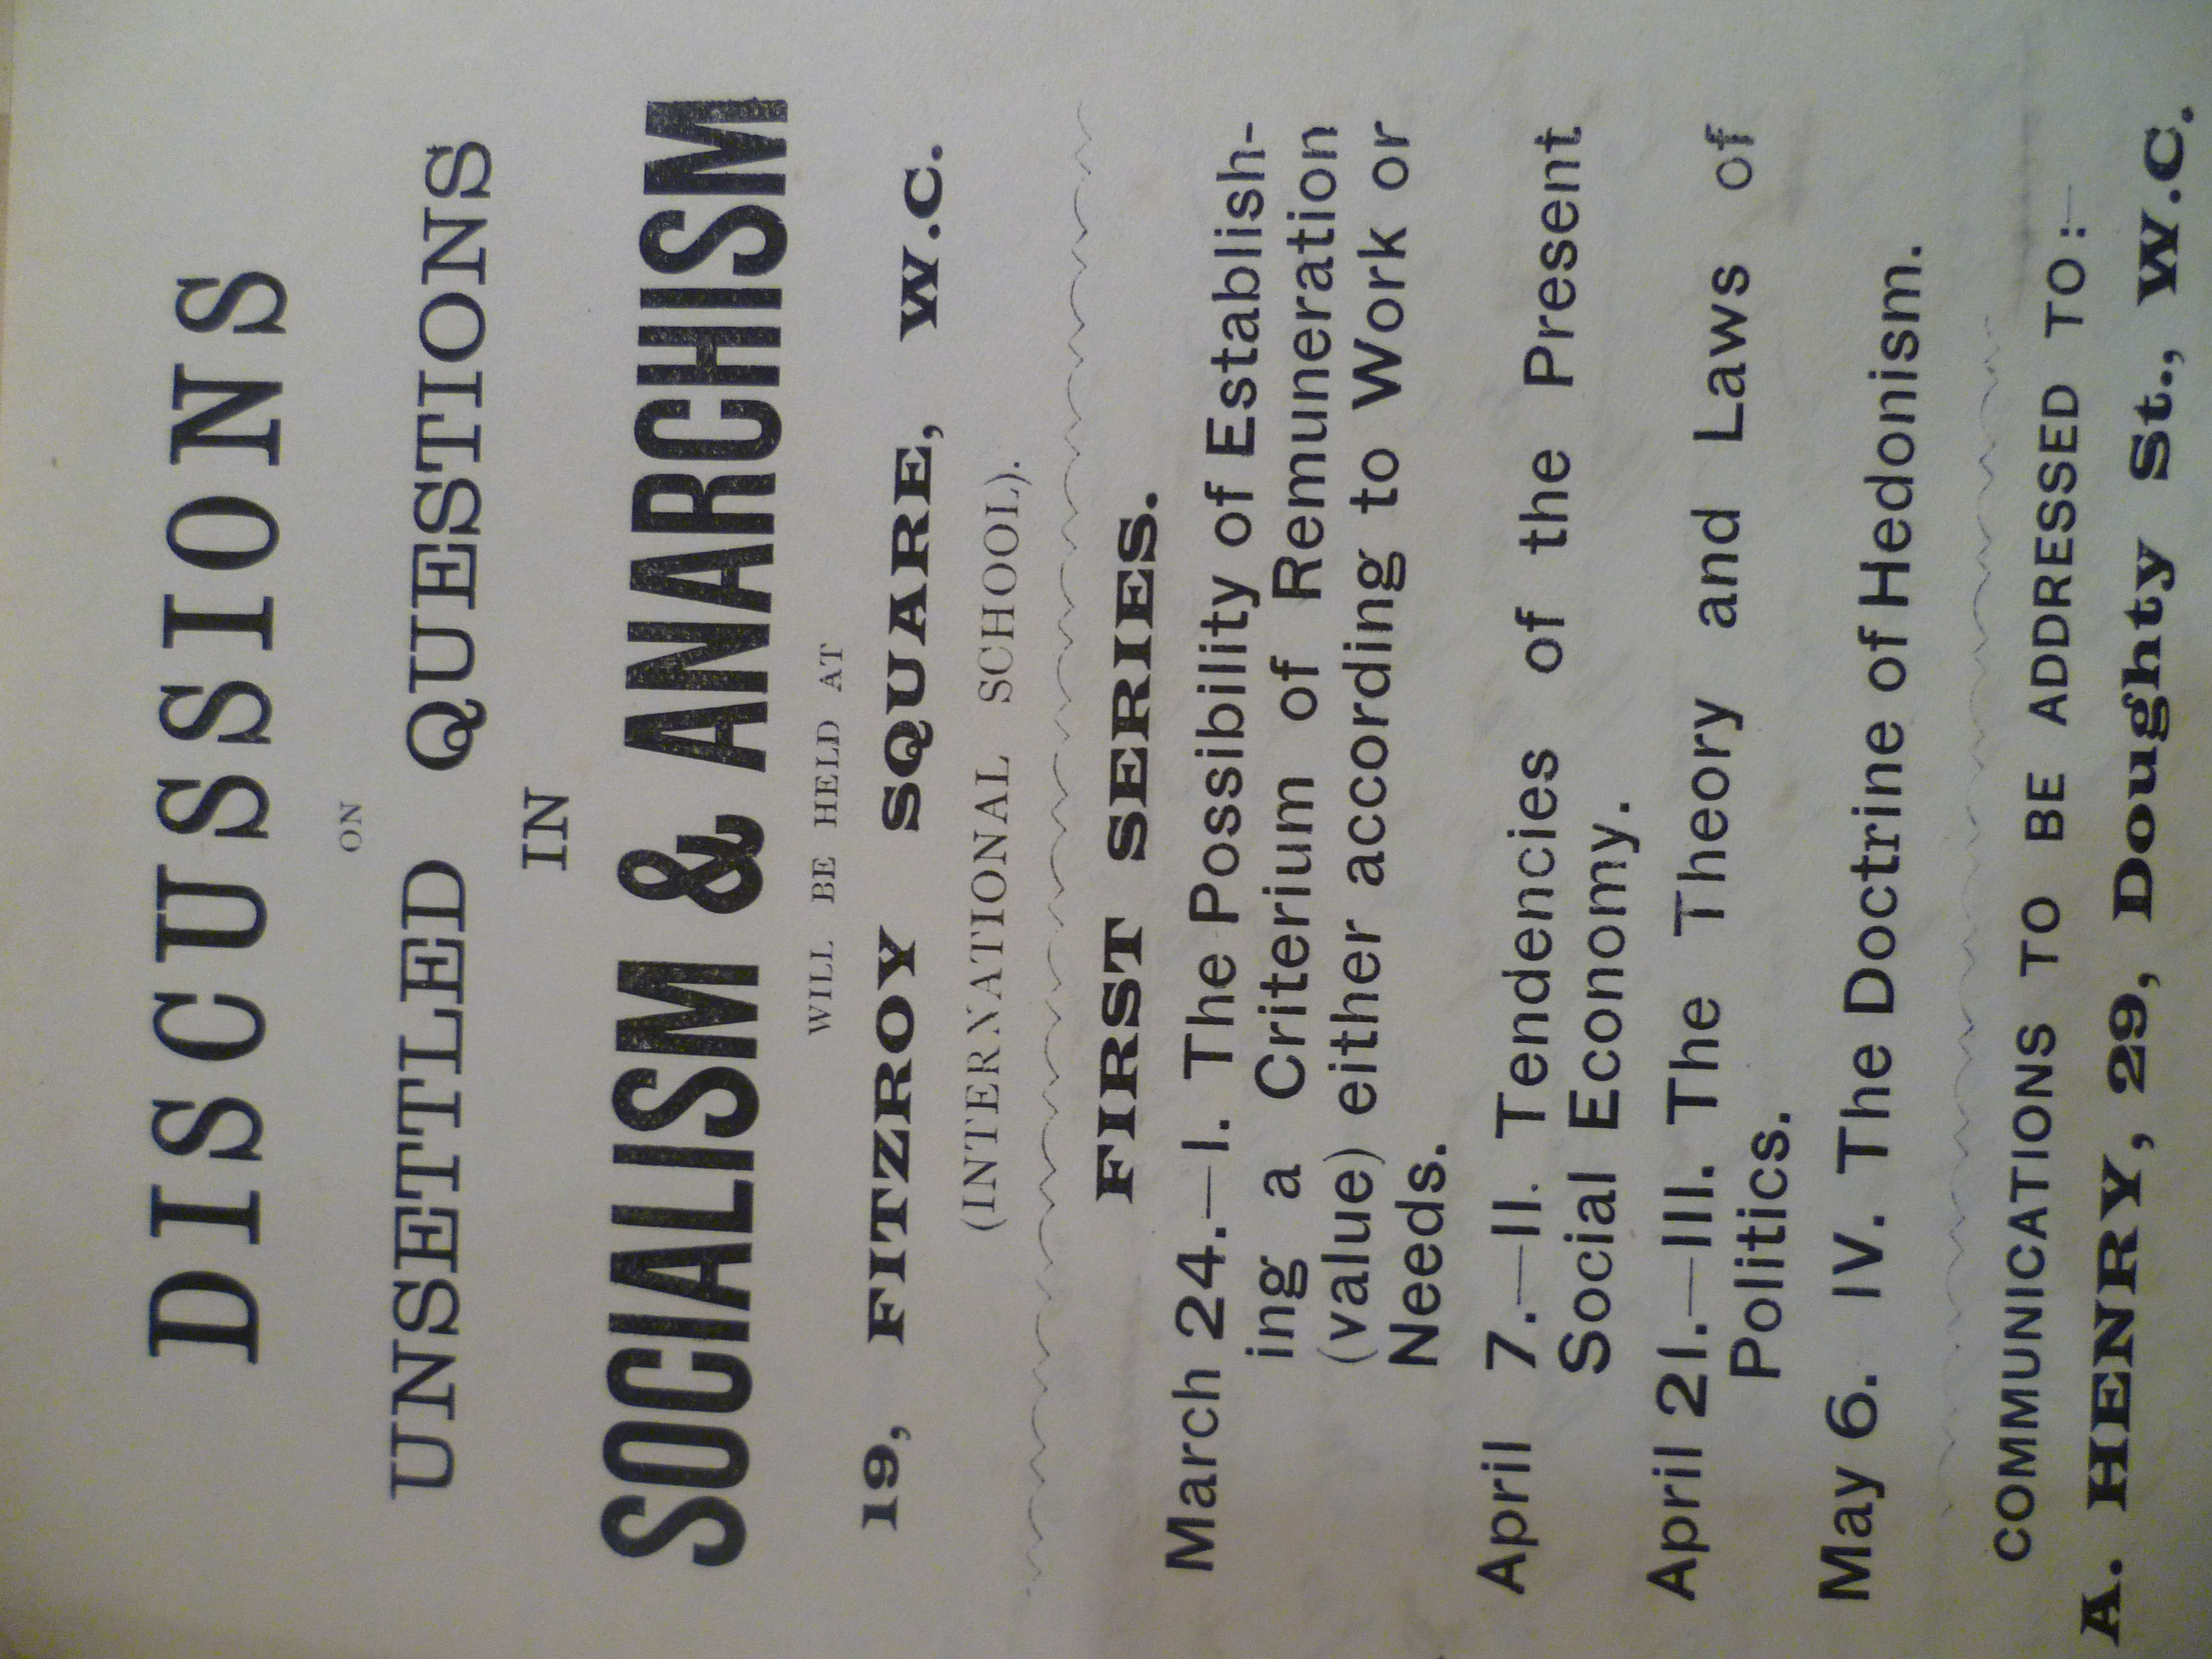 DISCUSSIONS
ON
UNSETTLED QUESTIONS
IN
SOCIALISM & ANARCHISM
WILL BE HELD AT
19, FITZROY SQUARE, W.C.
(INTERNATIONAL SCHOOL).
FIRST SERIES.
March 24.—I. The Possibility of Establish-
ing a Criterium of Remuneration
(value) either according to Work or
Needs.
April 7.—II. Tendencies of the Present
Social Economy.
April 21.—III. The Theory and Laws of
Politics.
May 6. IV. The Doctrine of Hedonism.
COMMUNICATIONS TO BE ADDRESSED TO:—
A. HENRY, 29, Doughty St., W.C.